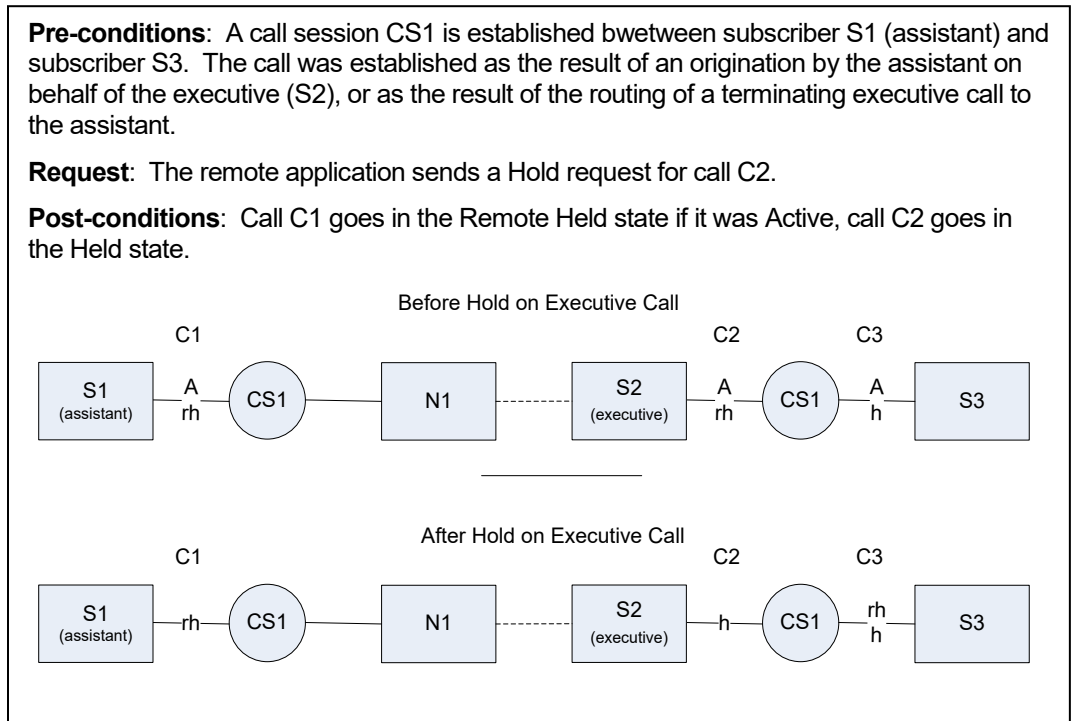 Pre-conditions: A call session CS1 is established bwetween subscriber S1 (assistant) and
subscriber S3. The call was established as the result of an origination by the assistant on
behalf of the executive (S2), or as the result of the routing of a terminating executive call to
the assistant.
Request: The remote application sends a Hold request for call C2.
Post-conditions: Call C1 goes in the Remote Held state if it was Active, call C2 goes in
the Held state.
Before Hold on Executive Call
C1 C2 C3
S1 A CS1 N1 S2 A CS1 A S3
(assistant) rh (executive) rh h
After Hold on Executive Call
C1 C2 C3
S1 rh CS1 N1 S2 h CS1 rh S3
(assistant) (executive) h